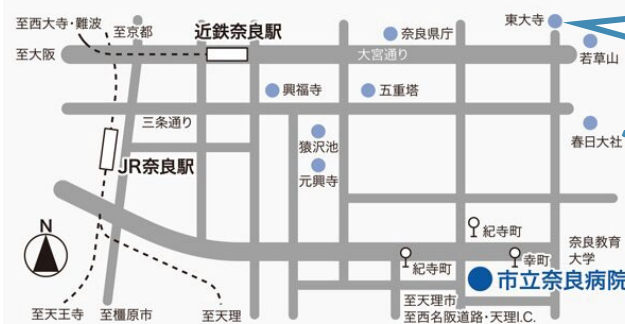 至西大寺・難波
至京都
近鉄奈良駅
奈良県庁
東大寺
至大阪
大宮通り
若草山
興福寺
五重塔
三条通り
猿沢池
春日大社
JR奈良駅
元興寺
N
紀寺町
奈良教育
大学
紀寺町
幸町
市立奈良病院
至天理市
至西名阪道路・天理I.C.
至天王寺
至橿原市
至天理